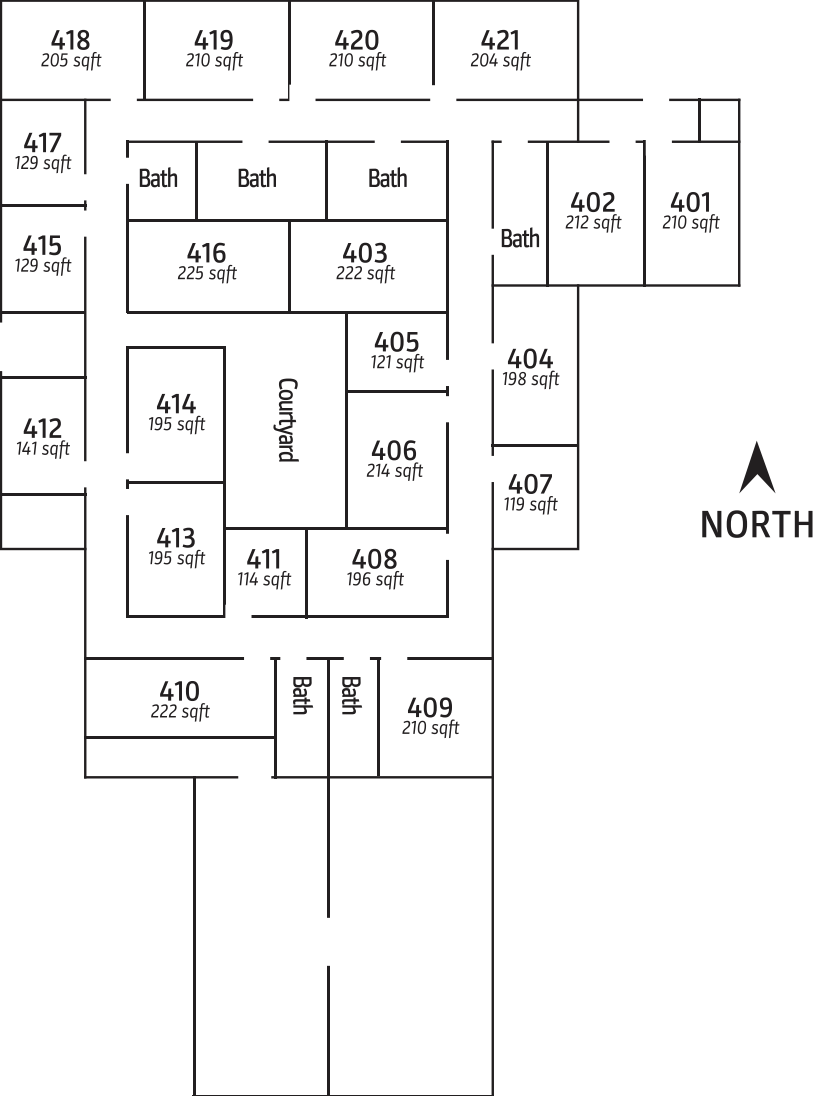 418
205 sqft
419
210 sqft
420
210 sqft
421
204 sqft
417
129 sqft
Bath
Bath
Bath
Bath
402
212 sqft
401
210 sqft
415
129 sqft
416
225 sqft
403
222 sqft
405
121 sqft
404
198 sqft
414
195 sqft
Courtyard
412
141 sqft
406
214 sqft
407
119 sqft
NORTH
413
195 sqft
411
114 sqft
408
196 sqft
410
222 sqft
Bath
Bath
409
210 sqft